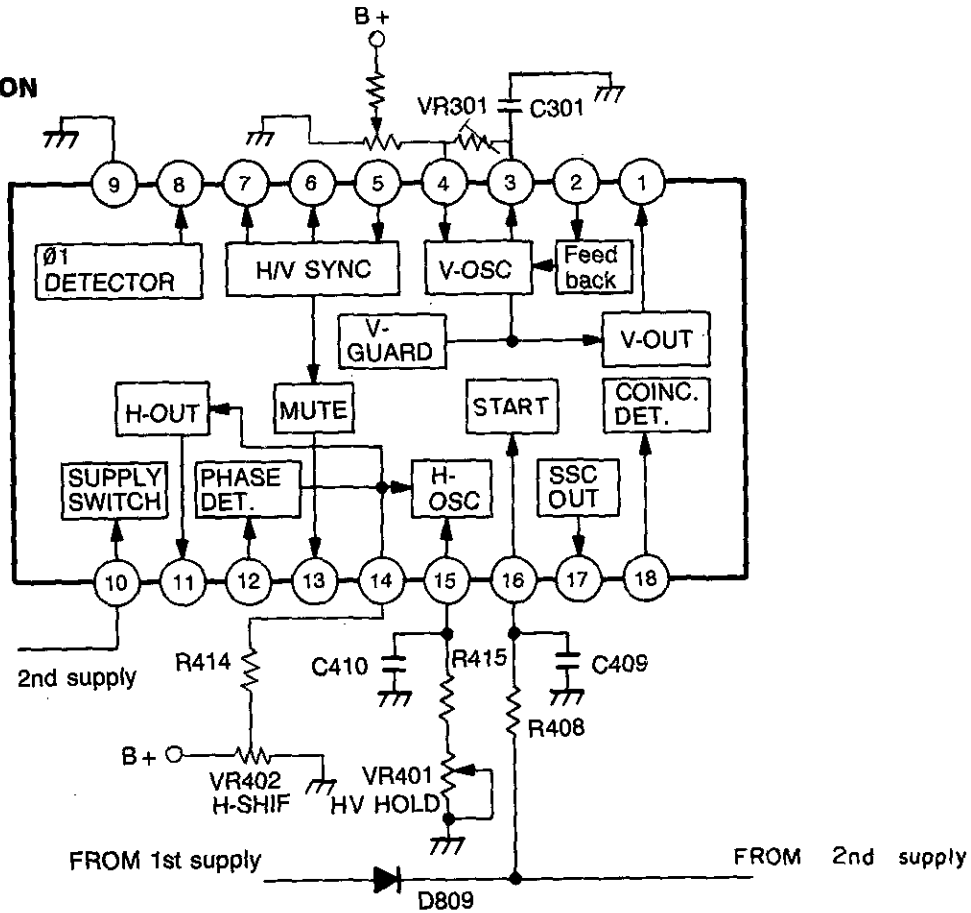 B +
ON
VR301
C301
9
8
7
6
5
4
3
2
1
Ø1
DETECTOR
H/V SYNC
V-OSC
Feed
back
V-
GUARD
V-OUT
H-OUT
MUTE
START
COINC.
DET.
SUPPLY
SWITCH
PHASE
DET.
H-
OSC
SSC
OUT
10
11
12
13
14
15
16
17
18
2nd supply
R414
C410
R415
C409
R408
B +
VR402
H-SHIF
VR401
HV HOLD
FROM 1st supply
FROM 2nd supply
D809